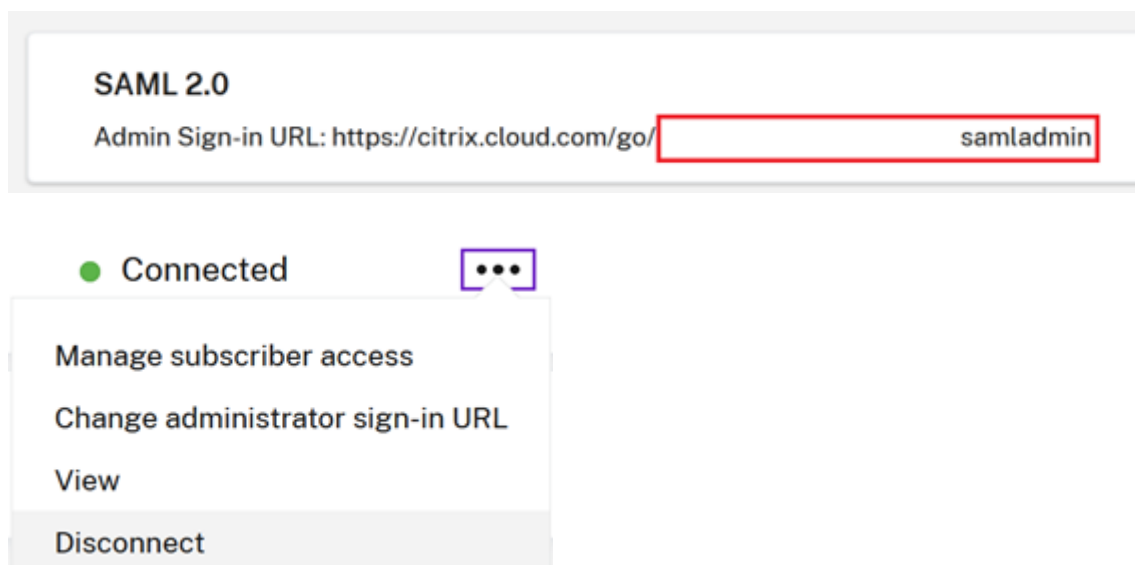 SAML 2.0
Admin Sign-in URL: https://citrix.cloud.com/go/ samladmin
Connected
Manage subscriber access
Change administrator sign-in URL
View
Disconnect